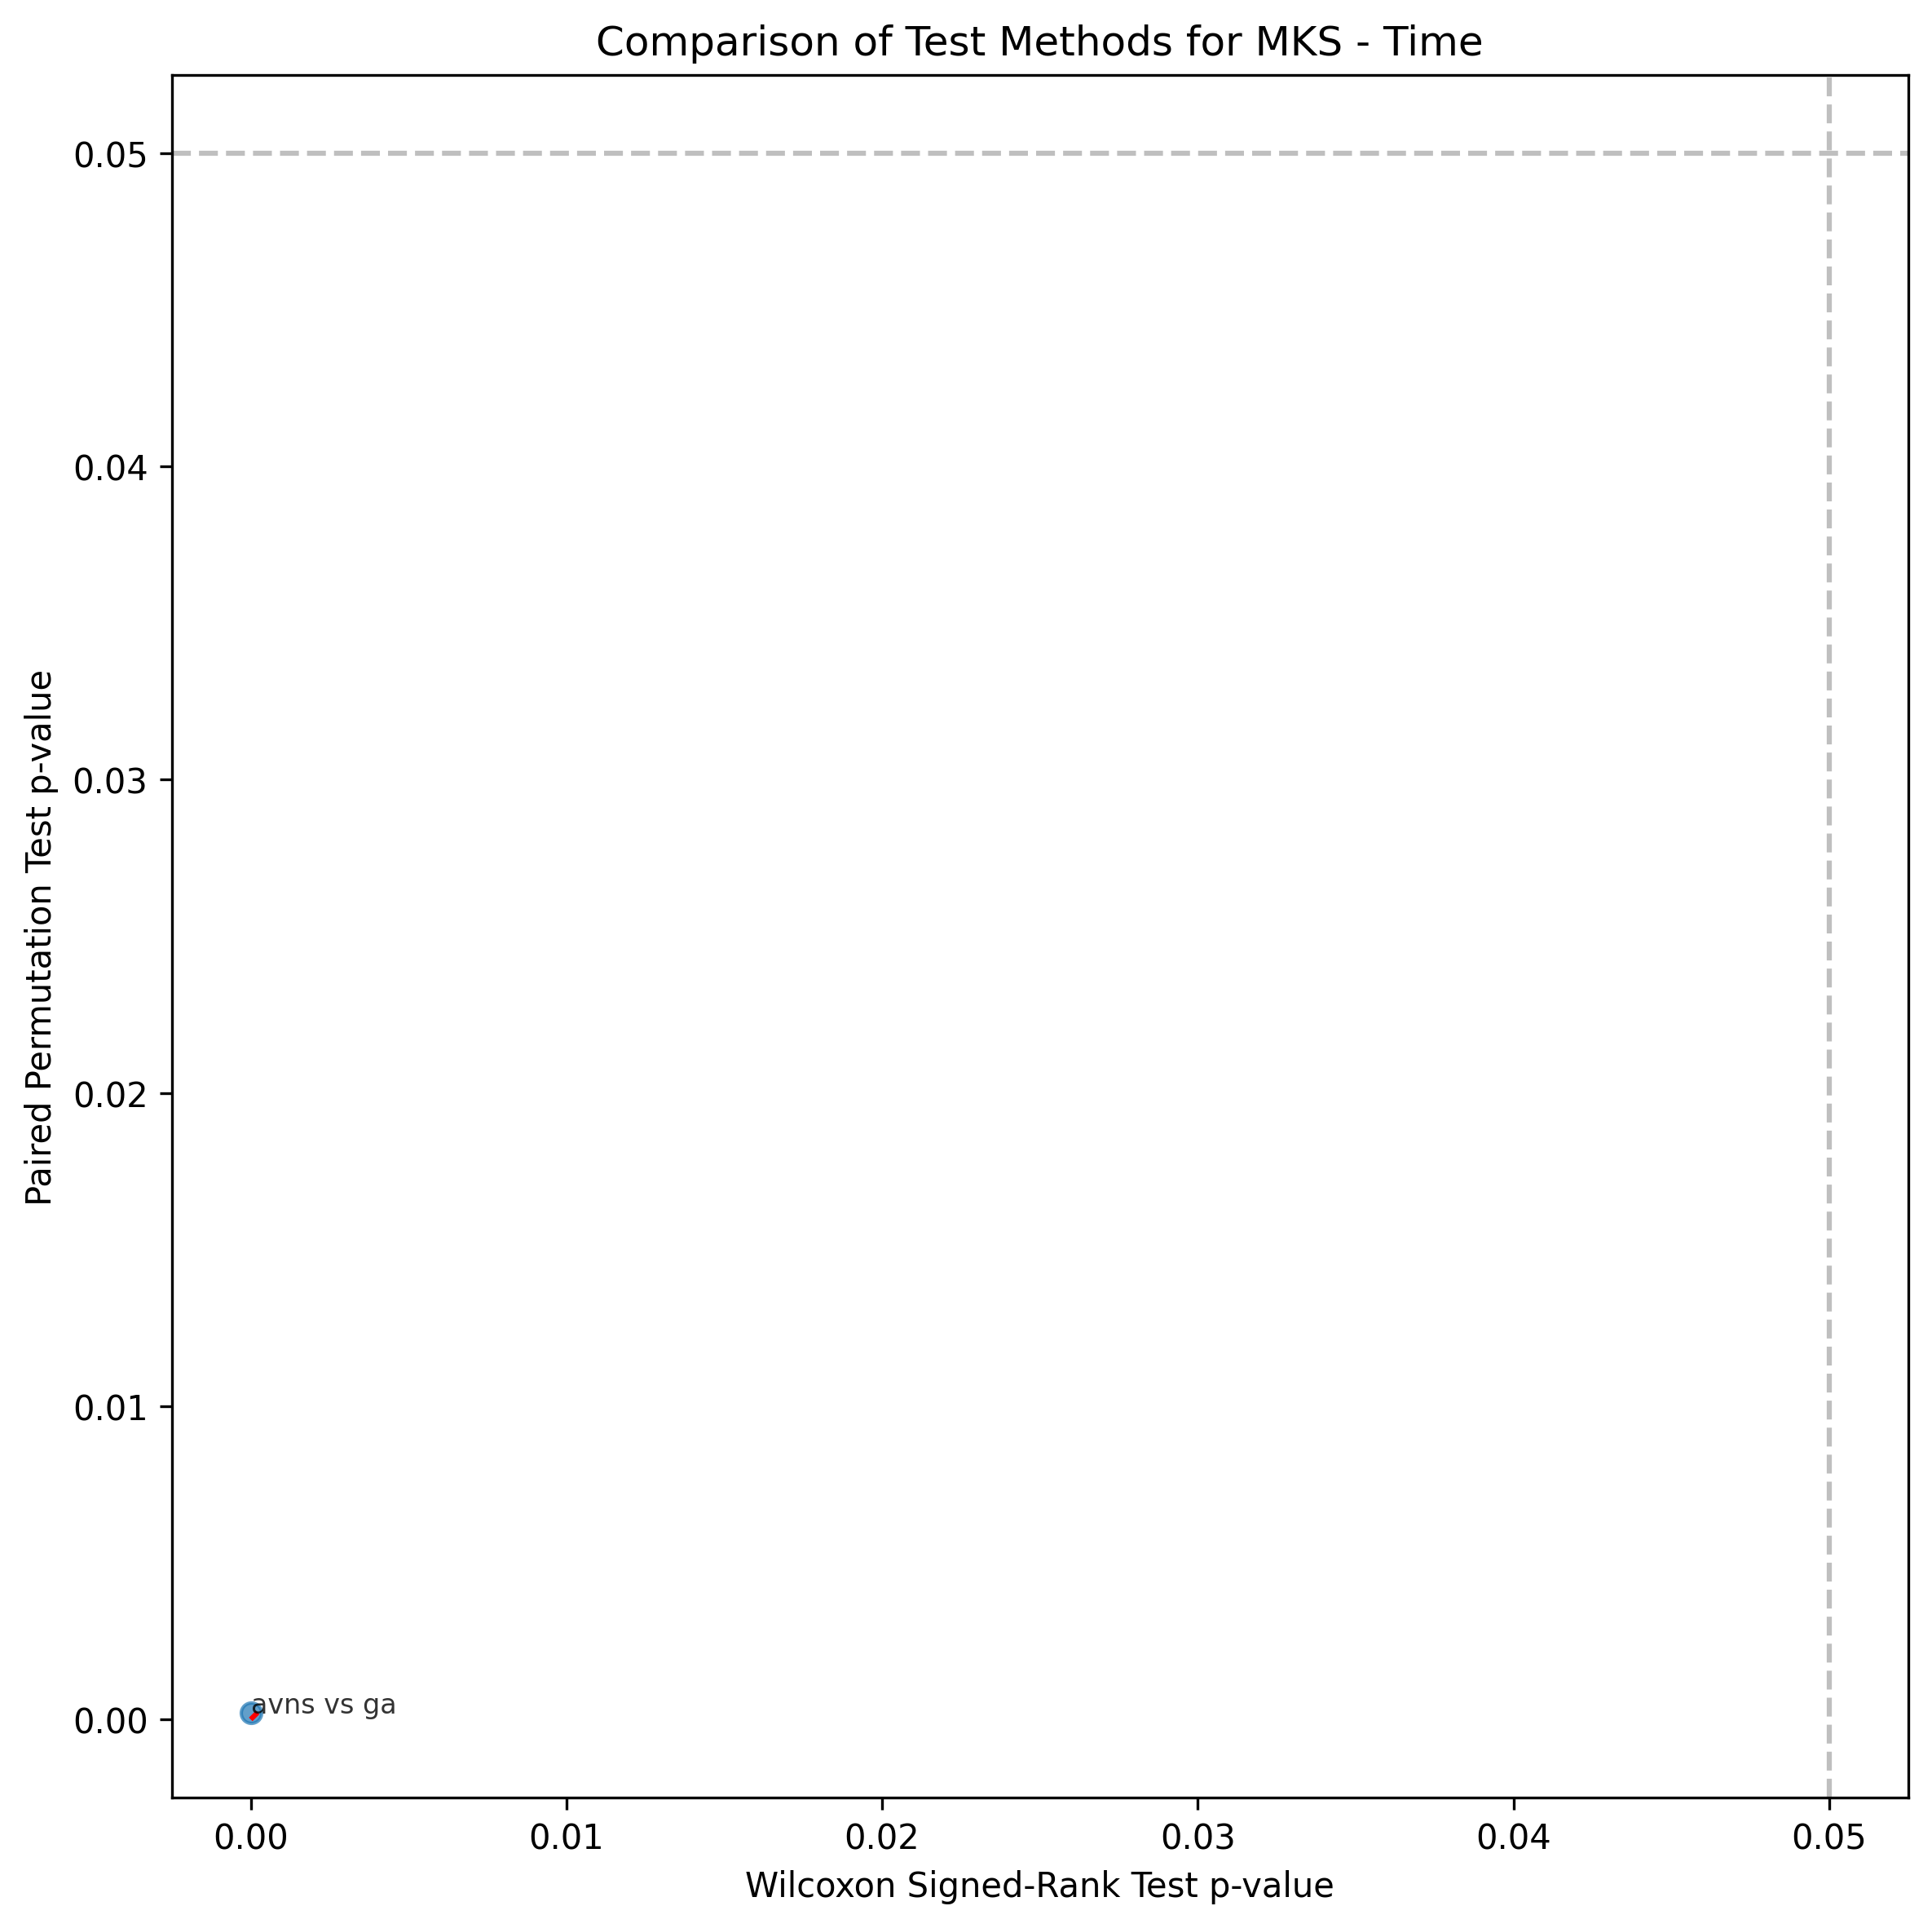 Comparison of Test Methods for MKS - Time
Paired Permutation Test p-value
0.05
0.04
0.03
0.02
0.01
0.00
avns vs ga
0.00 0.01 0.02 0.03 0.04 0.05
Wilcoxon Signed-Rank Test p-value